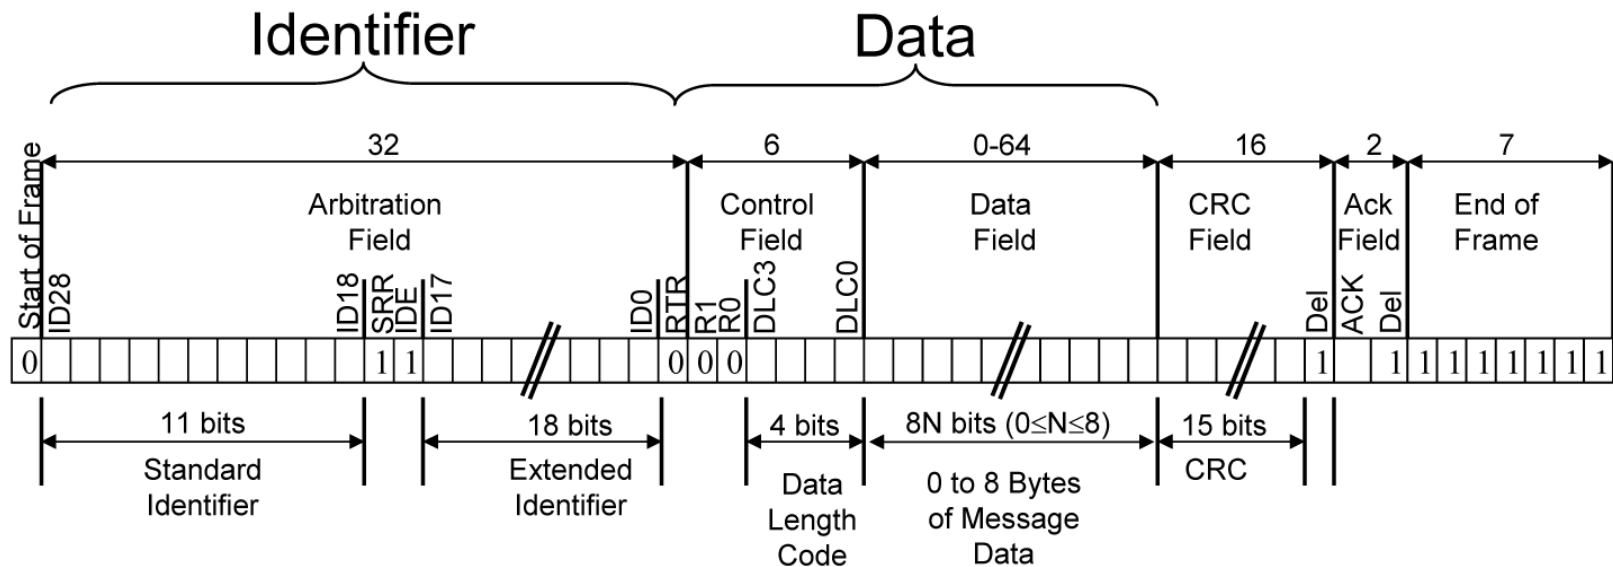 Identifier
Data
32
6
0-64
16
2
7
Start of Frame
Arbitration
Field
Control
Field
Data
Field
CRC
Field
Ack
Field
End of
Frame
ID28
ID18
SRR
IDE
ID17
ID0
RTR
R1
R0
DLC3
DLC0
Del
ACK
Del
0
1
1
0
0
0
1
1
1
1
1
1
1
1
1
11 bits
18 bits
4 bits
8N bits (0≤N≤8)
15 bits
Standard
Identifier
Extended
Identifier
Data
Length
Code
0 to 8 Bytes
of Message
Data
CRC